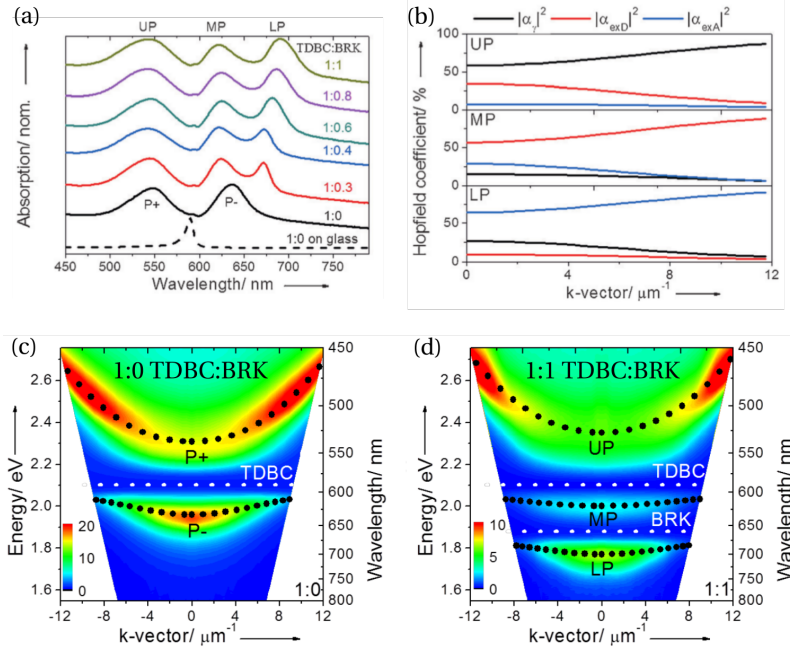 (a)
UP MP LP
TDBC:BRK
1:1
1:0.8
1:0.6
1:0.4
1:0.3
P+ P-
1:0
1:0 on glass
Absorption/ nom.
450 500 550 600 650 700 750
Wavelength/ nm
(b)
|α_γ|² |α_exD|² |α_exA|²
100
UP
50
0
MP
50
0
LP
50
0
Hopfield coefficient/ %
0 4 8 12
k-vector/ μm⁻¹
(c)
1:0 TDBC:BRK
2.6
2.4
2.2
2.0
1.8
1.6
Energy/ eV
P+
TDBC
P-
20
10
0
1:0
450
500
550
600
650
700
800
Wavelength/ nm
-12 -8 -4 0 4 8 12
k-vector/ μm⁻¹
(d)
1:1 TDBC:BRK
2.6
2.4
2.2
2.0
1.8
1.6
Energy/ eV
UP
TDBC
MP
BRK
LP
10
5
0
1:1
450
500
550
600
650
700
800
Wavelength/ nm
-12 -8 -4 0 4 8 12
k-vector/ μm⁻¹